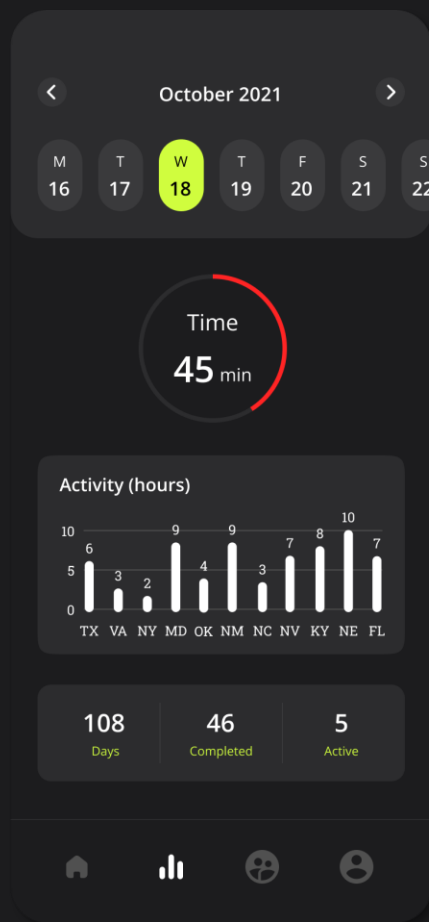 October 2021
M T W T F S S
16 17 18 19 20 21 22
Time
45 min
Activity (hours)
10
5
0
6 3 2 9 4 9 3 7 8 10 7
TX VA NY MD OK NM NC NV KY NE FL
108 46 5
Days Completed Active